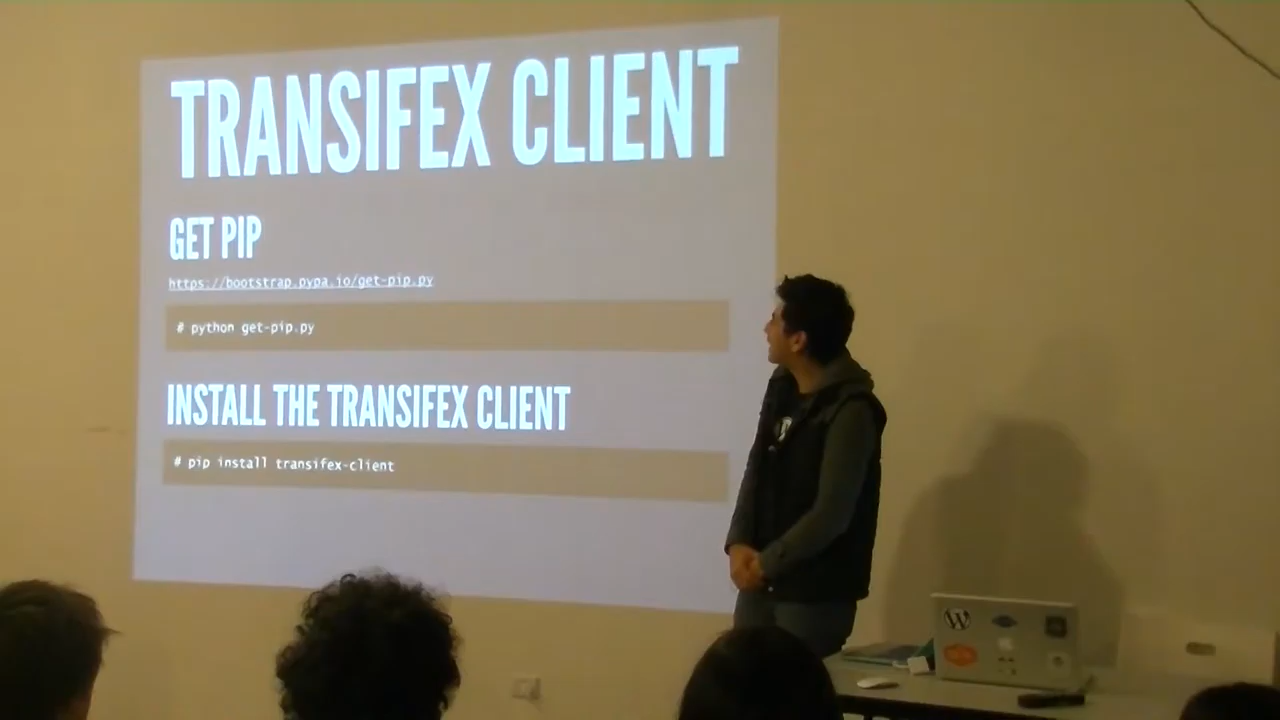 TRANSIFEX CLIENT
GET PIP
https://bootstrap.pypa.io/get-pip.py
# python get-pip.py
INSTALL THE TRANSIFEX CLIENT
# pip install transifex-client
W